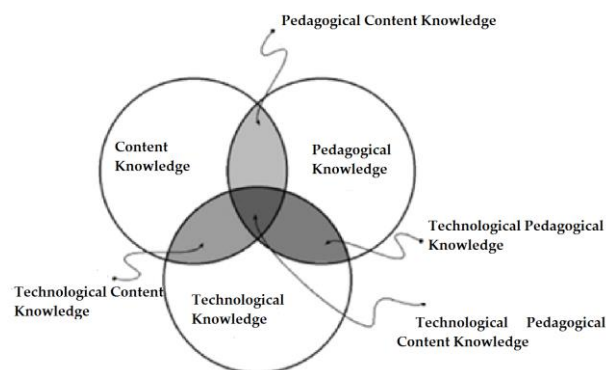 Pedagogical Content Knowledge
Content
Knowledge
Pedagogical
Knowledge
Technological Pedagogical
Knowledge
Technological Content
Knowledge
Technological
Knowledge
Technological Pedagogical
Content Knowledge